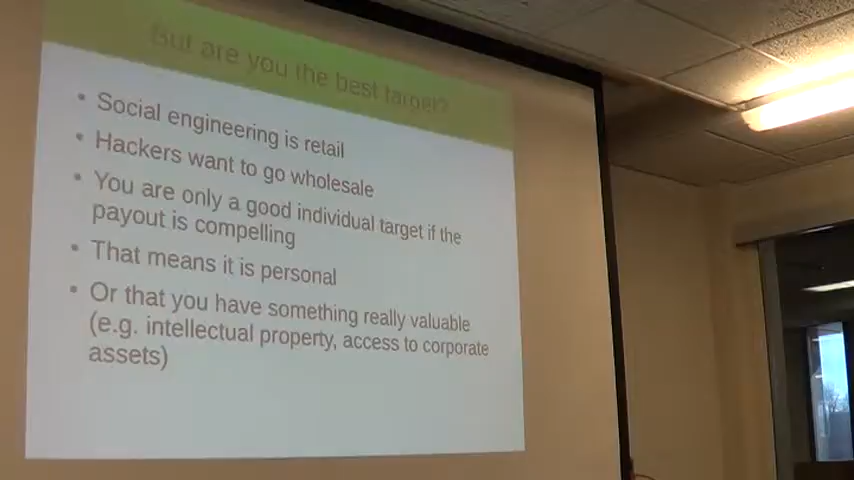 But are you the best target?
• Social engineering is retail
• Hackers want to go wholesale
• You are only a good individual target if the
payout is compelling
• That means it is personal
• Or that you have something really valuable
(e.g. intellectual property, access to corporate
assets)